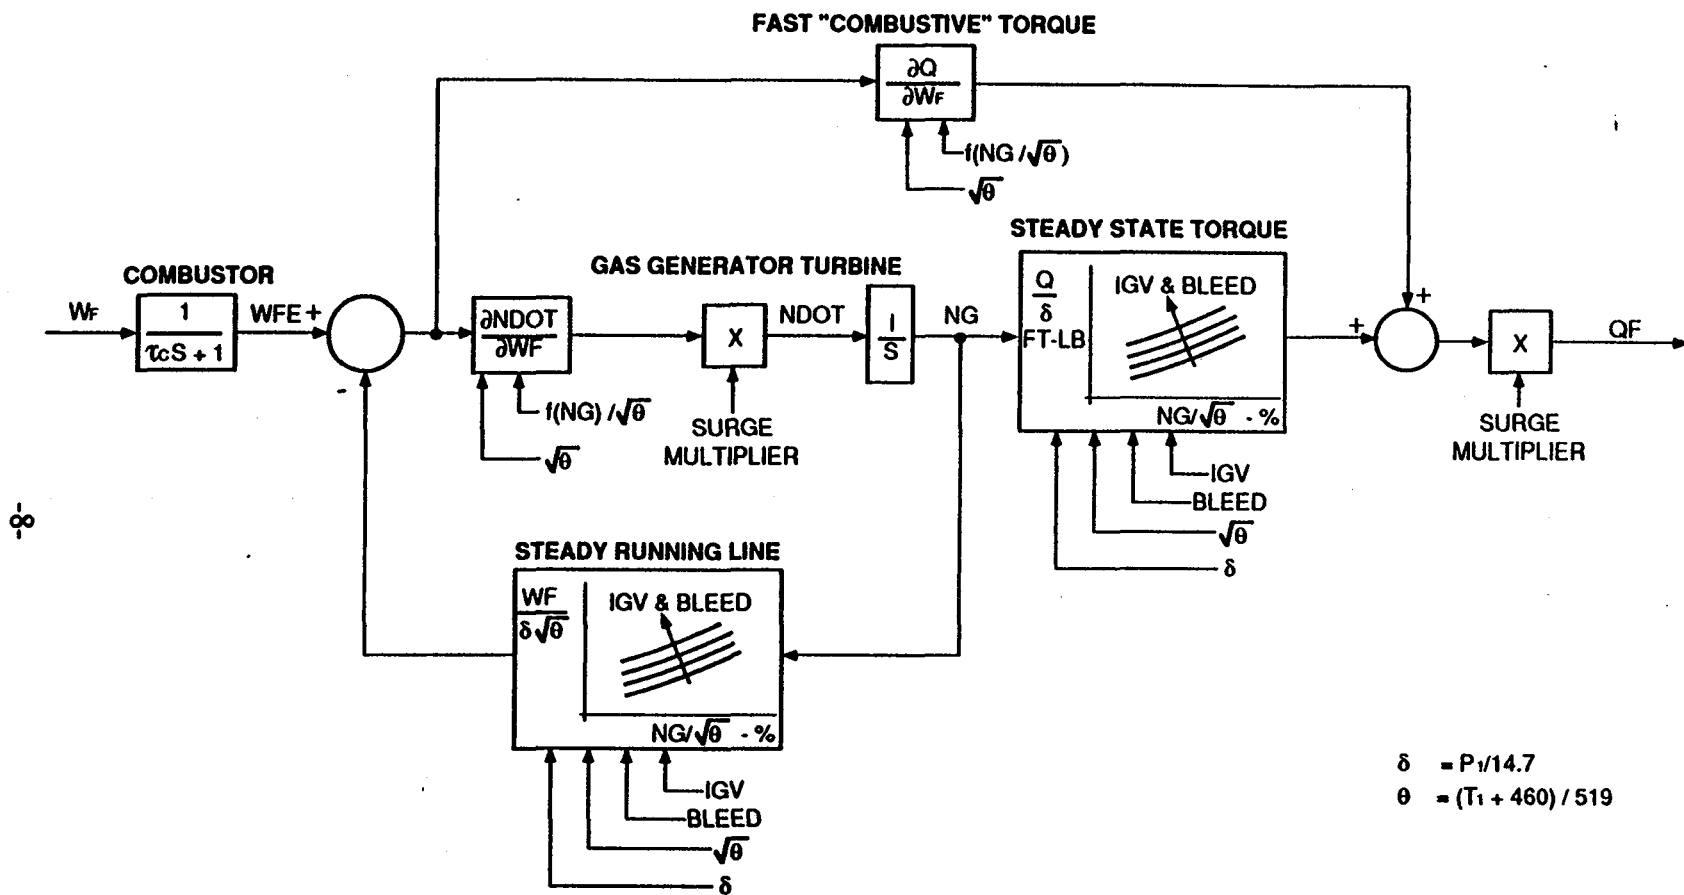 FAST "COMBUSTIVE" TORQUE
∂Q
∂WF
f(NG/√θ)
√θ
STEADY STATE TORQUE
COMBUSTOR
GAS GENERATOR TURBINE
WF
1
τcS + 1
WFE +
∂NDOT
∂WF
X
NDOT
1
S
NG
Q
δ
FT-LB
IGV & BLEED
NG/√θ - %
+
+
X
QF
f(NG)/√θ
√θ
SURGE
MULTIPLIER
SURGE
MULTIPLIER
IGV
BLEED
√θ
δ
-8-
STEADY RUNNING LINE
WF
δ√θ
IGV & BLEED
NG/√θ - %
IGV
BLEED
√θ
δ
δ = P1/14.7
θ = (T1 + 460) / 519